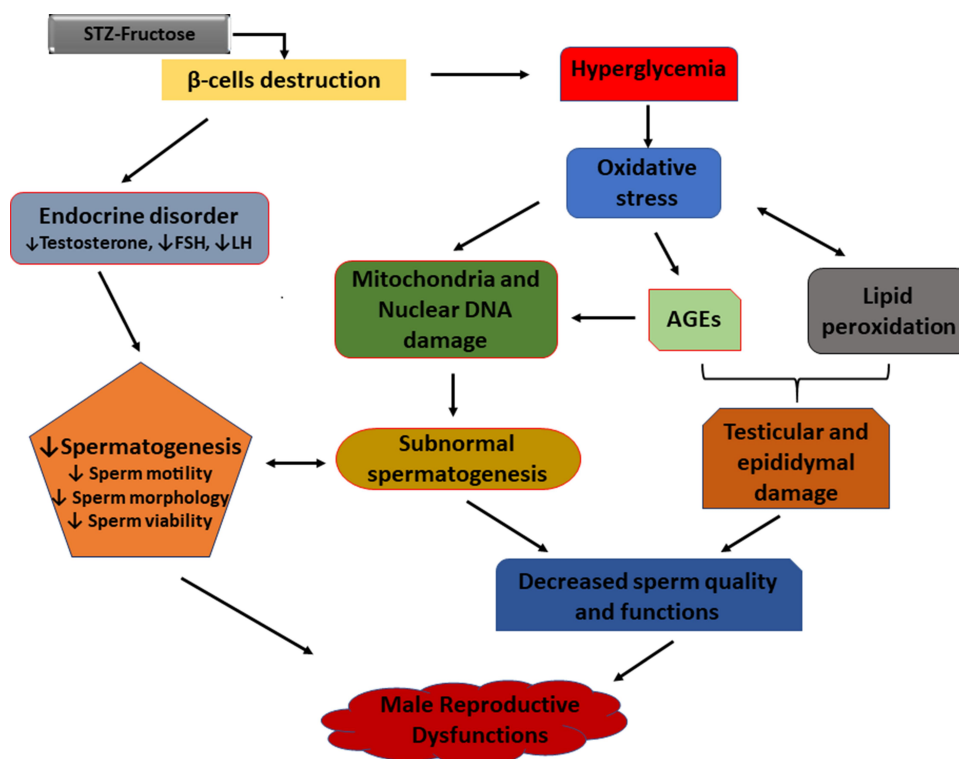 STZ-Fructose
β-cells destruction
Hyperglycemia
Oxidative
stress
Endocrine disorder
↓Testosterone, ↓FSH, ↓LH
Mitochondria and
Nuclear DNA
damage
AGEs
Lipid
peroxidation
↓Spermatogenesis
↓ Sperm motility
↓ Sperm morphology
↓ Sperm viability
Subnormal
spermatogenesis
Testicular and
epididymal
damage
Decreased sperm quality
and functions
Male Reproductive
Dysfunctions